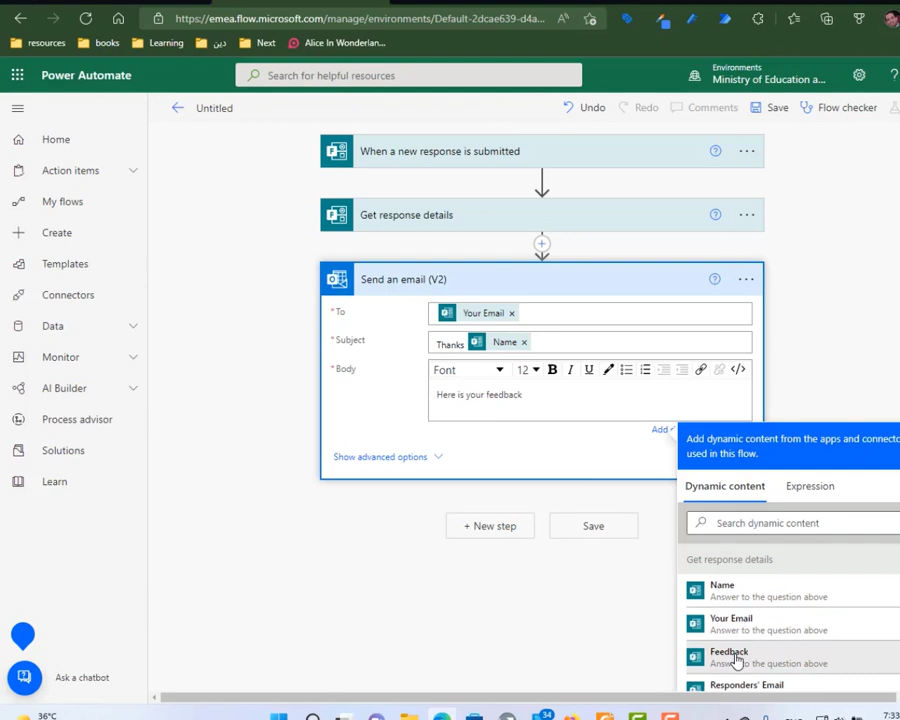 https://emea.flow.microsoft.com/manage/environments/Default-2dcae639-d4a...
resources books Learning دين Next Alice In Wonderlan...
Power Automate
Search for helpful resources
Environments
Ministry of Education a...
Untitled
Undo Redo Comments Save Flow checker
Home
Action items
My flows
Create
Templates
Connectors
Data
Monitor
AI Builder
Process advisor
Solutions
Learn
Ask a chatbot
When a new response is submitted
Get response details
Send an email (V2)
* To Your Email ×
* Subject Thanks Name ×
* Body Font 12 B I U
Here is your feedback
Add
Show advanced options
+ New step Save
Add dynamic content from the apps and connecto
used in this flow.
Dynamic content Expression
Search dynamic content
Get response details
Name
Answer to the question above
Your Email
Answer to the question above
Feedback
to the question above
Responders' Email
36°C
34
7:33